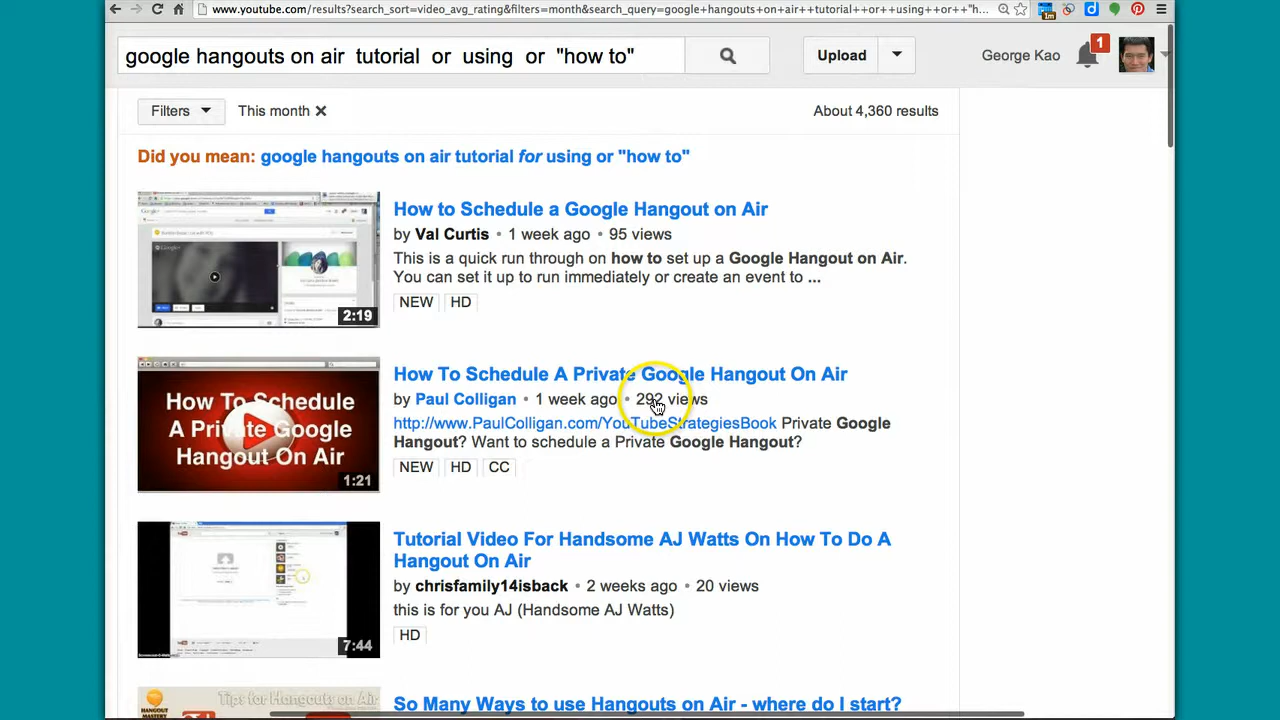 www.youtube.com/results?search_sort=video_avg_rating&filters=month&search_query=google+hangouts+on+air++tutorial++or++using++or++"h...
1m
google hangouts on air  tutorial  or  using  or  "how to"
Upload
George Kao
1
Filters
This month
About 4,360 results
Did you mean: google hangouts on air tutorial for using or "how to"
How to Schedule a Google Hangout on Air
by Val Curtis • 1 week ago • 95 views
This is a quick run through on how to set up a Google Hangout on Air.
You can set it up to run immediately or create an event to ...
NEW HD
2:19
How To Schedule A Private Google Hangout On Air
by Paul Colligan • 1 week ago • 292 views
http://www.PaulColligan.com/YouTubeStrategiesBook Private Google
Hangout? Want to schedule a Private Google Hangout?
NEW HD CC
How To Schedule
A Private Google
Hangout On Air
1:21
Tutorial Video For Handsome AJ Watts On How To Do A
Hangout On Air
by chrisfamily14isback • 2 weeks ago • 20 views
this is for you AJ (Handsome AJ Watts)
HD
7:44
Tips for Hangouts on Air
So Many Ways to use Hangouts on Air - where do I start?